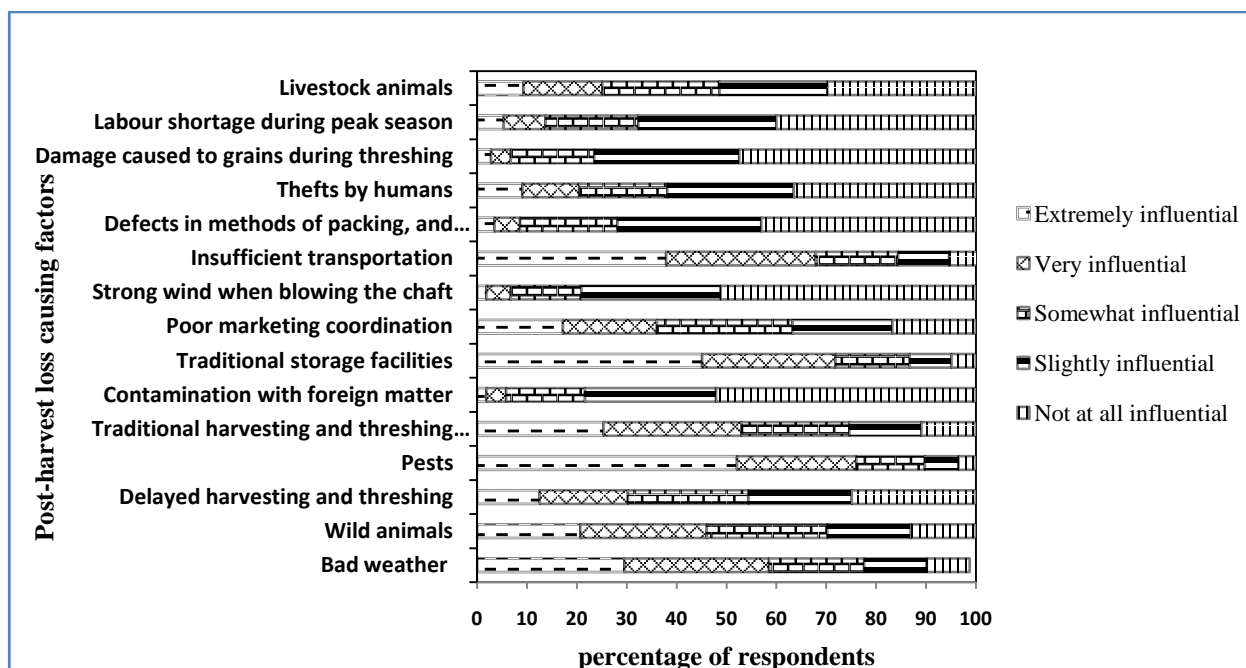 Post-harvest loss causing factors
Livestock animals
Labour shortage during peak season
Damage caused to grains during threshing
Thefts by humans
Defects in methods of packing, and…
Insufficient transportation
Strong wind when blowing the chaft
Poor marketing coordination
Traditional storage facilities
Contamination with foreign matter
Traditional harvesting and threshing…
Pests
Delayed harvesting and threshing
Wild animals
Bad weather
0 10 20 30 40 50 60 70 80 90 100
percentage of respondents
Extremely influential
Very influential
Somewhat influential
Slightly influential
Not at all influential